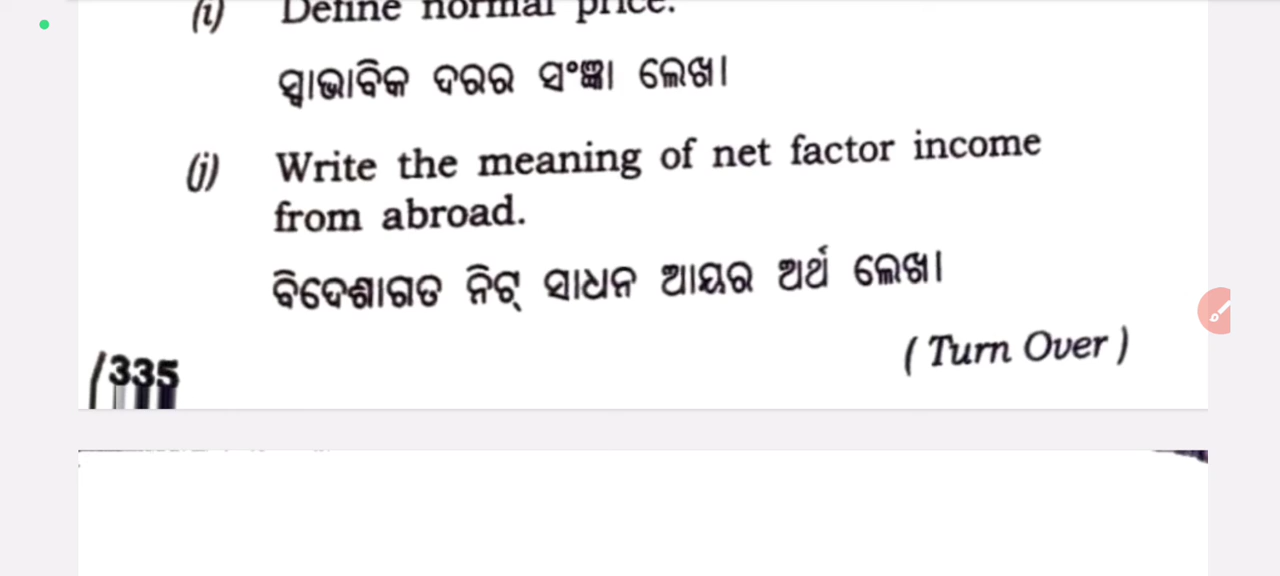 (i) Define normal price.
ସ୍ୱାଭାବିକ ଦରର ସଂଜ୍ଞା ଲେଖ।
(j) Write the meaning of net factor income
from abroad.
ବିଦେଶାଗତ ନିଟ୍ ସାଧନ ଆୟର ଅର୍ଥ ଲେଖ।
( Turn Over )
/335